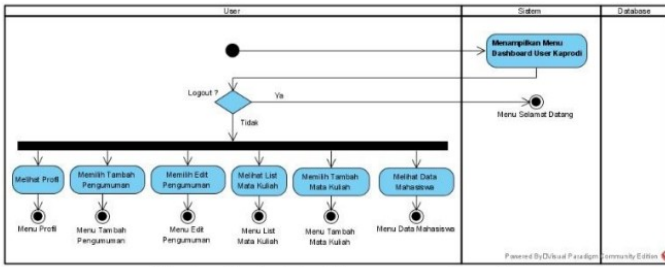 User
Sistem
Database
Menampilkan Menu
Dashboard User Kaprodi
Logout ?
Ya
Menu Selamat Datang
Tidak
Melihat Profil
Memilih Tambah
Pengumuman
Memilih Edit
Pengumuman
Melihat List
Mata Kuliah
Memilih Tambah
Mata Kuliah
Melihat Data
Mahasiswa
Menu Profil
Menu Tambah
Pengumuman
Menu Edit
Pengumuman
Menu List
Mata Kuliah
Menu Tambah
Mata Kuliah
Menu Data Mahasiswa
Powered By Visual Paradigm Community Edition